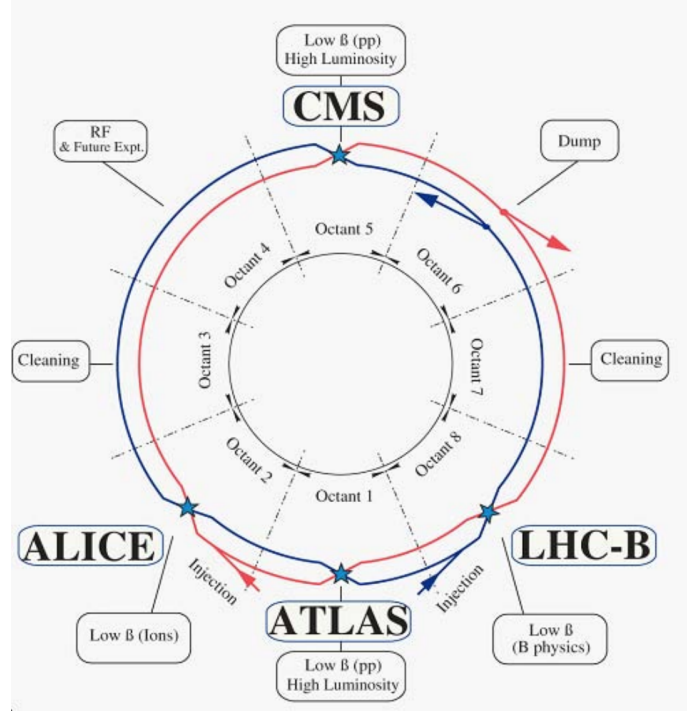 Low ß (pp)
High Luminosity
CMS
RF
& Future Expt.
Dump
Octant 5
Octant 4
Octant 6
Cleaning
Octant 3
Octant 7
Cleaning
Octant 2
Octant 8
Octant 1
ALICE
LHC-B
Injection
Injection
ATLAS
Low ß (Ions)
Low ß
(B physics)
Low ß (pp)
High Luminosity